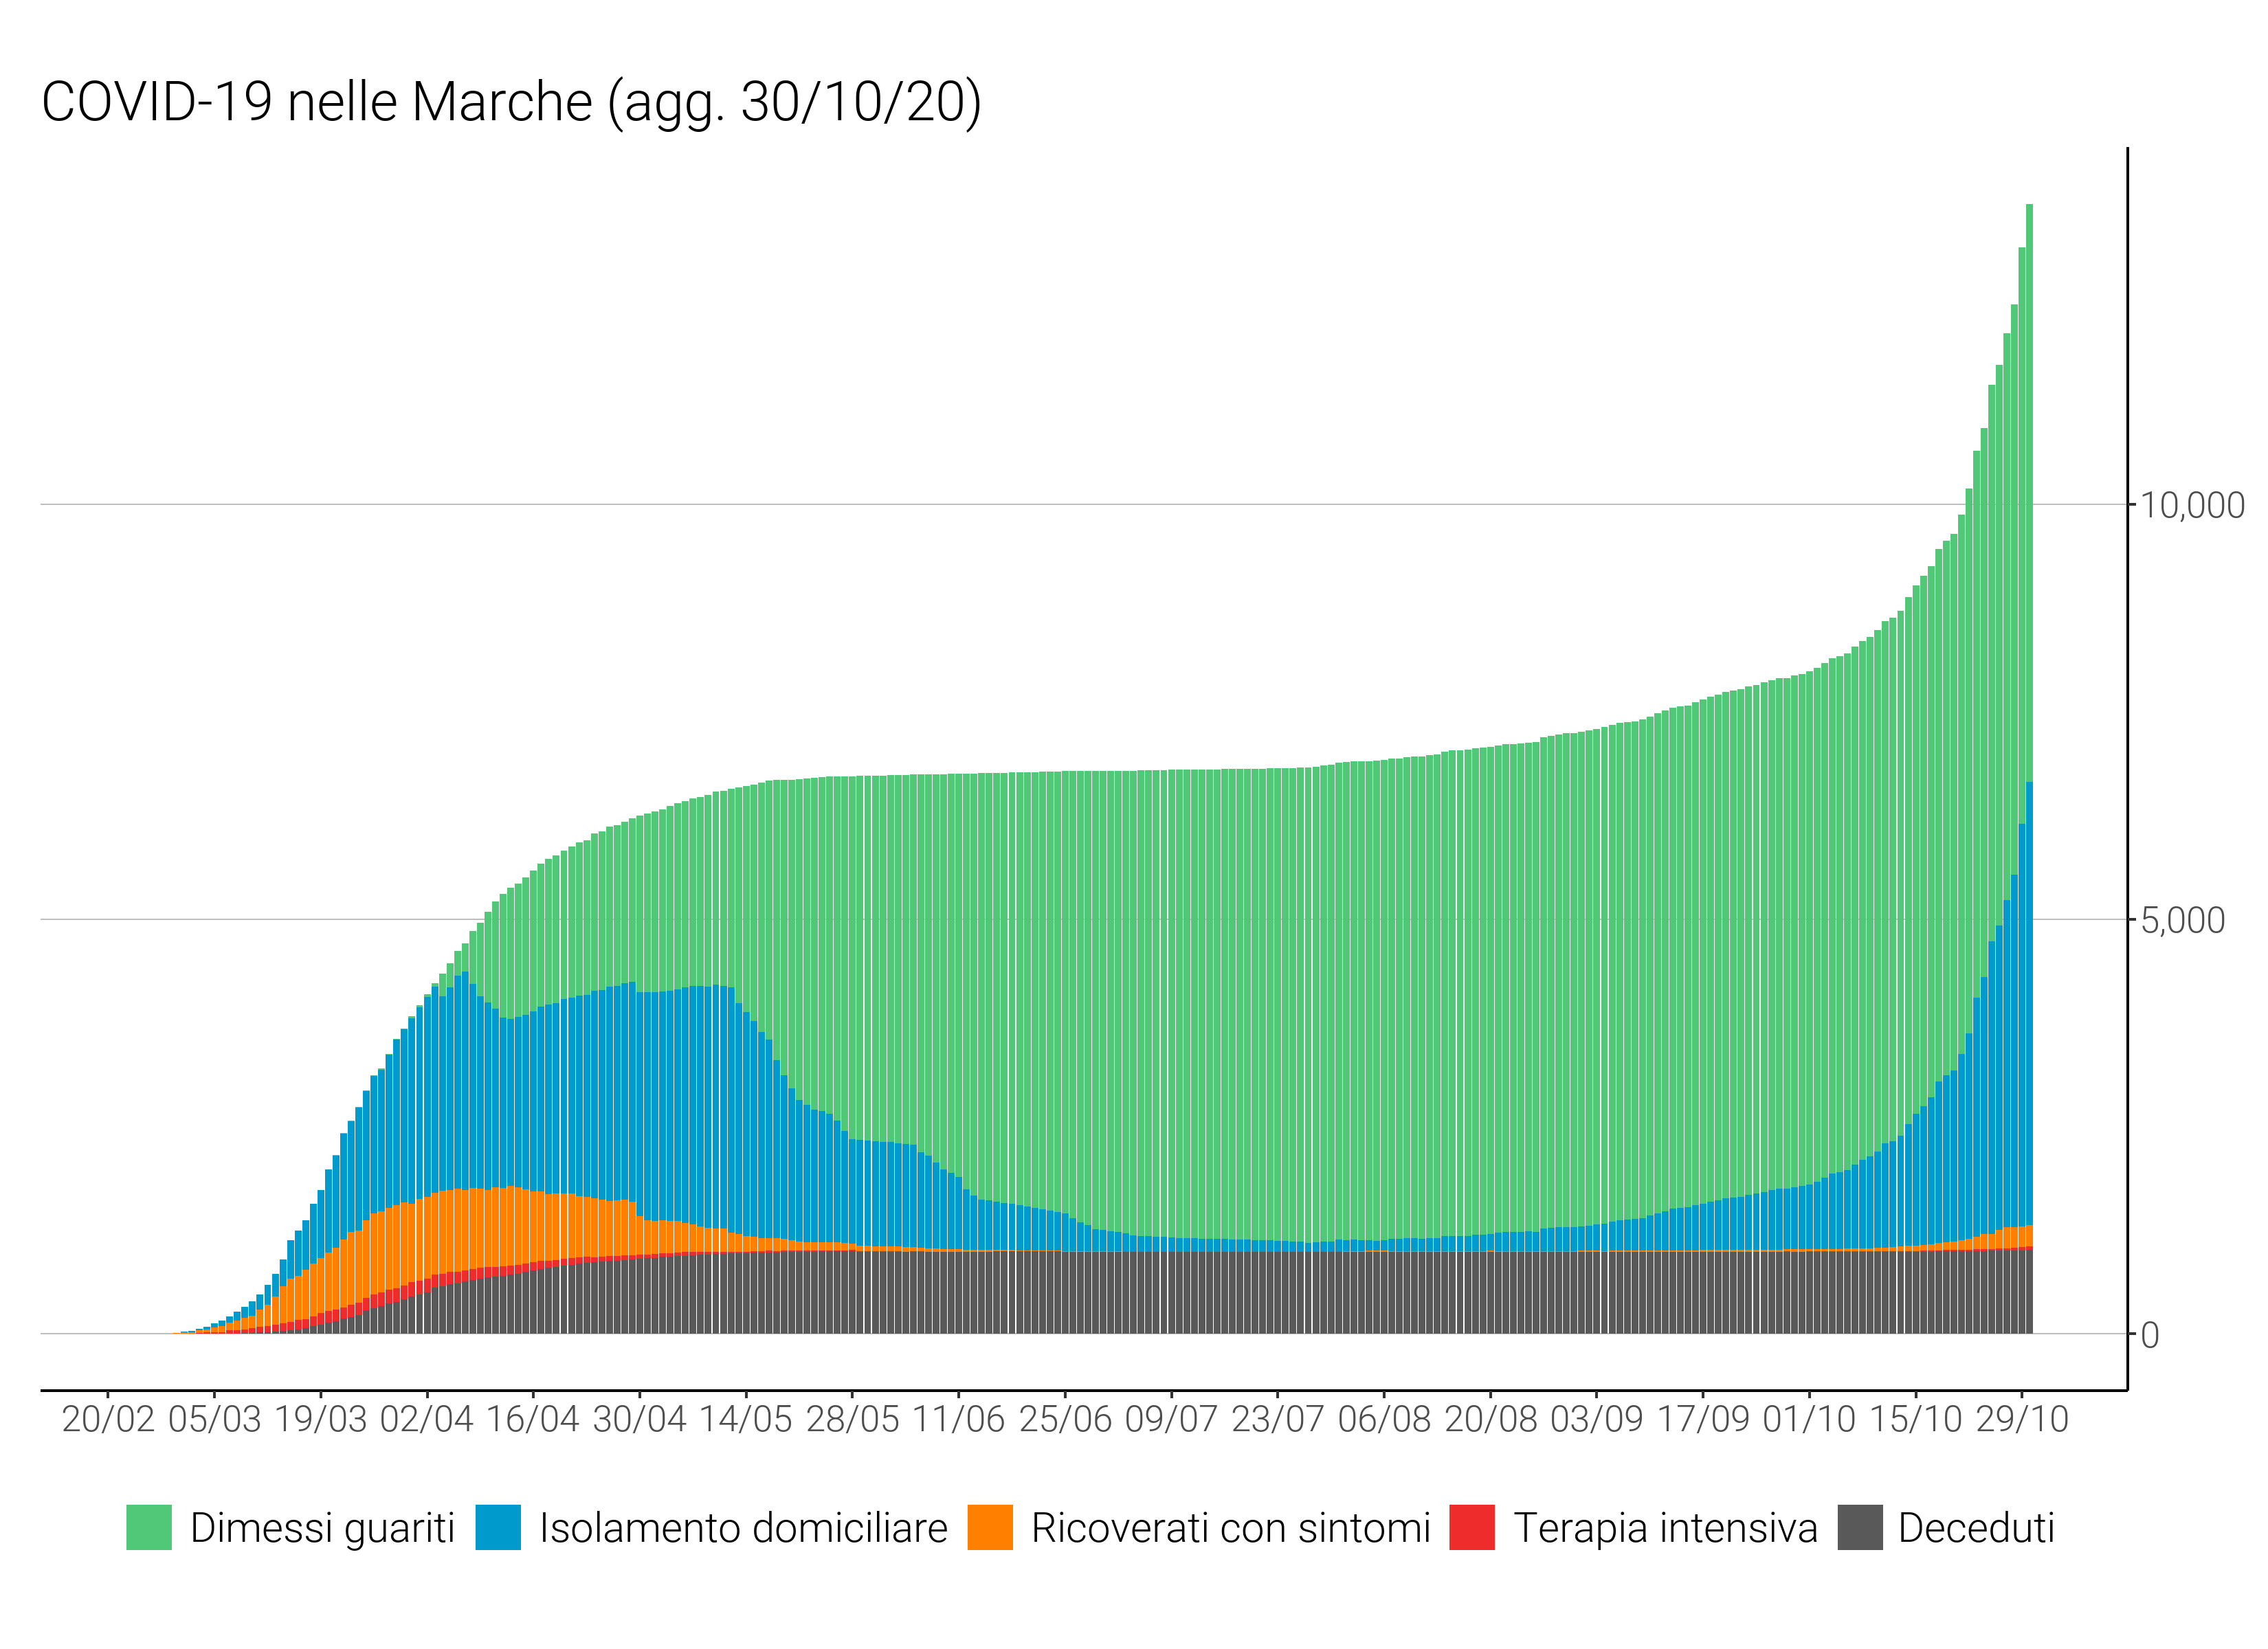 COVID-19 nelle Marche (agg. 30/10/20)
10,000
5,000
0
20/02 05/03 19/03 02/04 16/04 30/04 14/05 28/05 11/06 25/06 09/07 23/07 06/08 20/08 03/09 17/09 01/10 15/10 29/10
Dimessi guariti Isolamento domiciliare Ricoverati con sintomi Terapia intensiva Deceduti